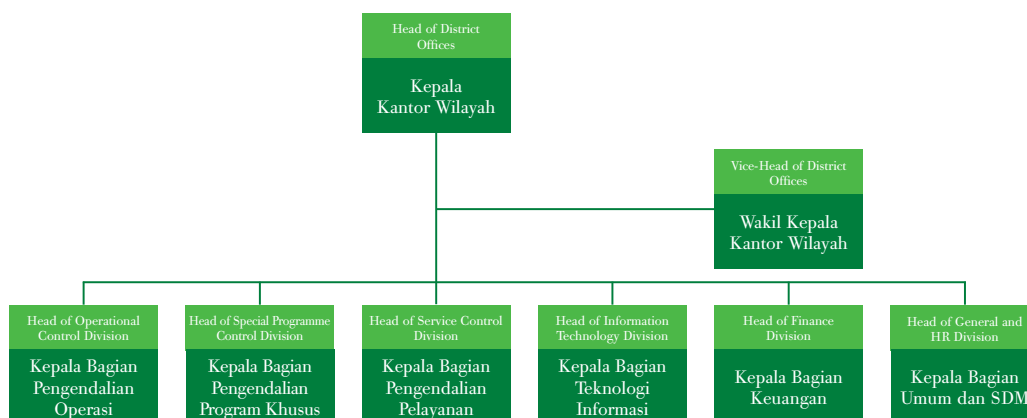 Head of District
Offices
Kepala
Kantor Wilayah
Vice-Head of District
Offices
Wakil Kepala
Kantor Wilayah
Head of Operational
Control Division
Kepala Bagian
Pengendalian
Operasi
Head of Special Programme
Control Division
Kepala Bagian
Pengendalian
Program Khusus
Head of Service Control
Division
Kepala Bagian
Pengendalian
Pelayanan
Head of Information
Technology Division
Kepala Bagian
Teknologi
Informasi
Head of Finance
Division
Kepala Bagian
Keuangan
Head of General and
HR Division
Kepala Bagian
Umum dan SDM